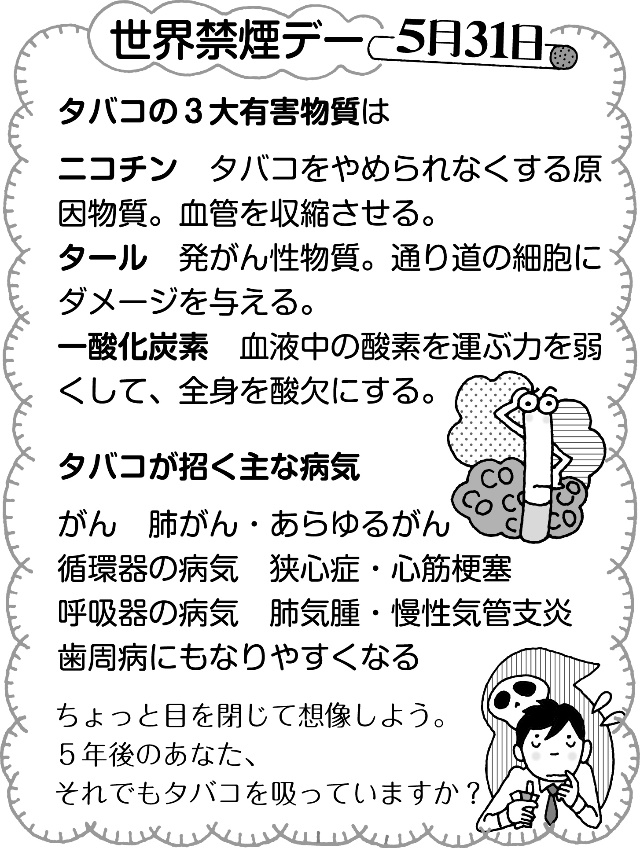 世界禁煙デー 5月31日
タバコの3大有害物質は
ニコチン　タバコをやめられなくする原
因物質。血管を収縮させる。
タール　発がん性物質。通り道の細胞に
ダメージを与える。
一酸化炭素　血液中の酸素を運ぶ力を弱
くして、全身を酸欠にする。
CO CO CO CO
タバコが招く主な病気
がん　肺がん・あらゆるがん
循環器の病気　狭心症・心筋梗塞
呼吸器の病気　肺気腫・慢性気管支炎
歯周病にもなりやすくなる
ちょっと目を閉じて想像しよう。
５年後のあなた、
それでもタバコを吸っていますか？